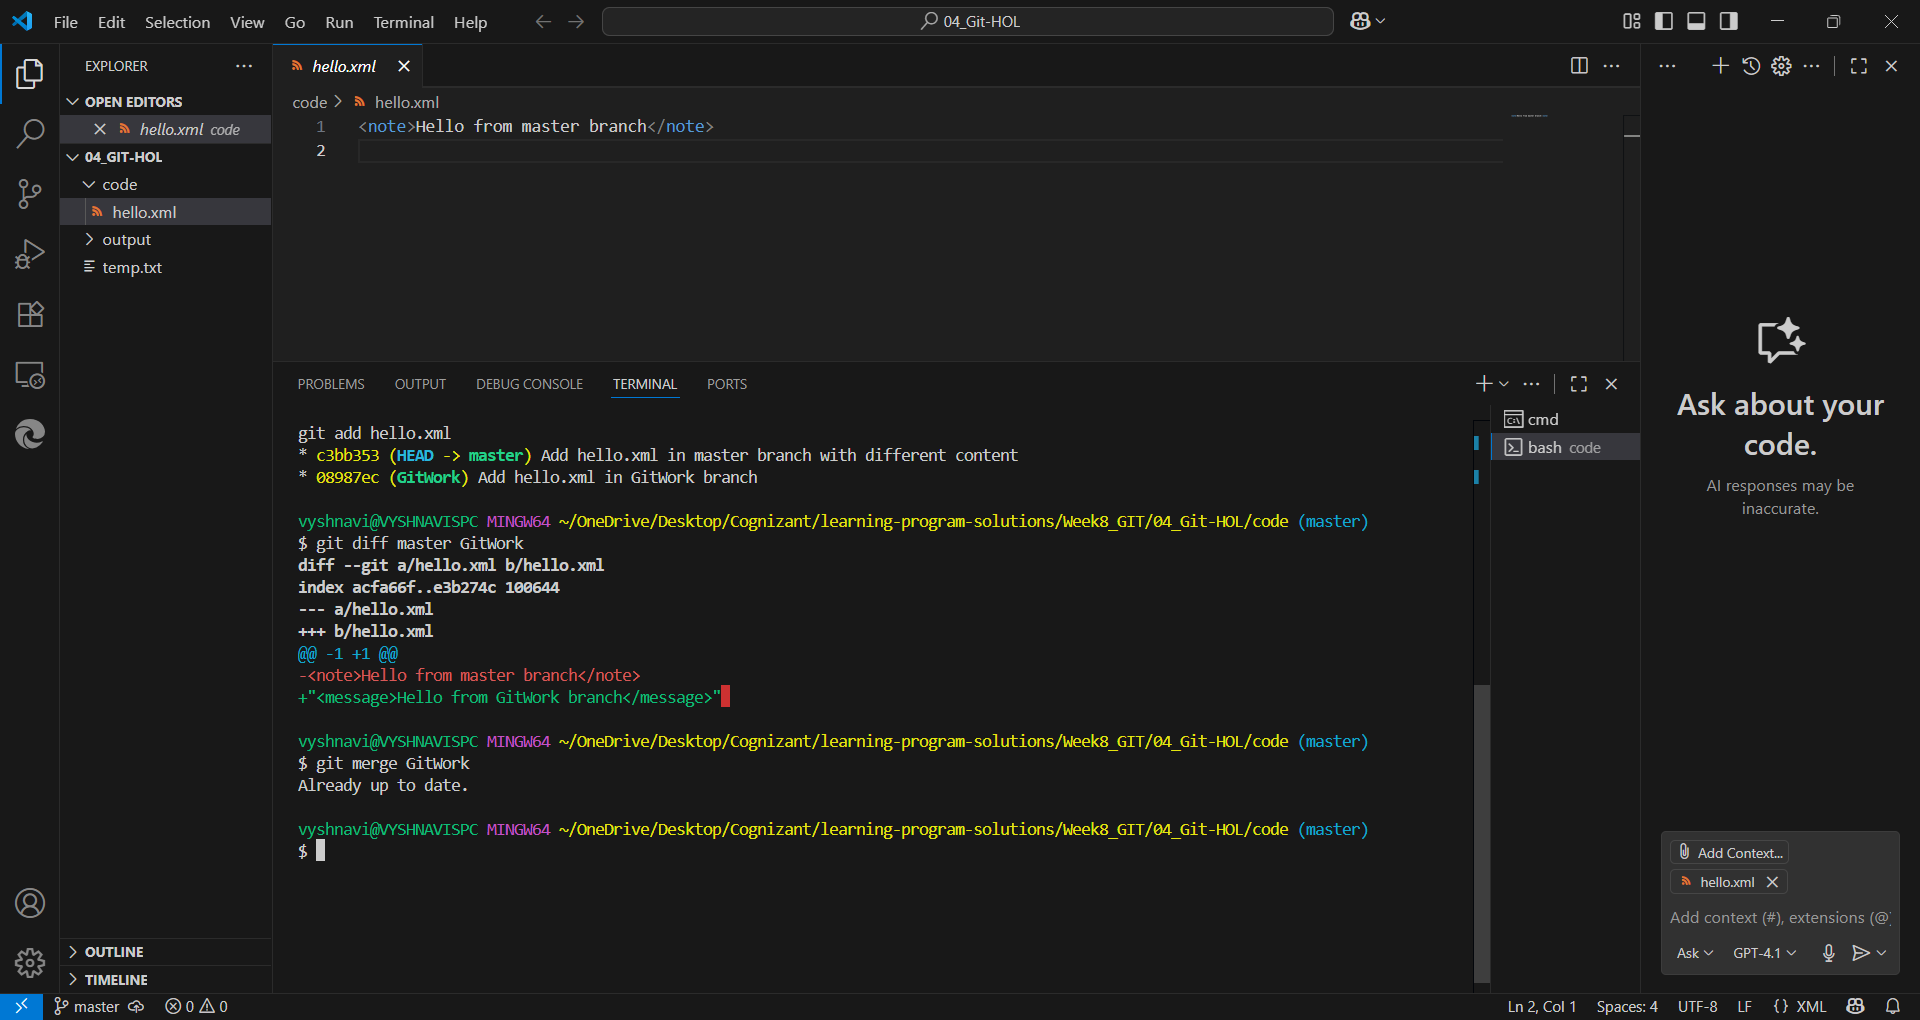 File Edit Selection View Go Run Terminal Help
04_Git-HOL
EXPLORER
OPEN EDITORS
hello.xml code
04_GIT-HOL
code
hello.xml
output
temp.txt
OUTLINE
TIMELINE
hello.xml
code > hello.xml
1 <note>Hello from master branch</note>
2
PROBLEMS OUTPUT DEBUG CONSOLE TERMINAL PORTS
git add hello.xml
* c3bb353 (HEAD -> master) Add hello.xml in master branch with different content
* 08987ec (GitWork) Add hello.xml in GitWork branch
vyshnavi@VYSHNAVISPC MINGW64 ~/OneDrive/Desktop/Cognizant/learning-program-solutions/Week8_GIT/04_Git-HOL/code (master)
$ git diff master GitWork
diff --git a/hello.xml b/hello.xml
index acfa66f..e3b274c 100644
--- a/hello.xml
+++ b/hello.xml
@@ -1 +1 @@
-<note>Hello from master branch</note>
+"<message>Hello from GitWork branch</message>"
vyshnavi@VYSHNAVISPC MINGW64 ~/OneDrive/Desktop/Cognizant/learning-program-solutions/Week8_GIT/04_Git-HOL/code (master)
$ git merge GitWork
Already up to date.
vyshnavi@VYSHNAVISPC MINGW64 ~/OneDrive/Desktop/Cognizant/learning-program-solutions/Week8_GIT/04_Git-HOL/code (master)
$
cmd
bash code
Ask about your
code.
AI responses may be
inaccurate.
Add Context...
hello.xml
Add context (#), extensions (@)
Ask GPT-4.1
master 0 0
Ln 2, Col 1 Spaces: 4 UTF-8 LF {} XML